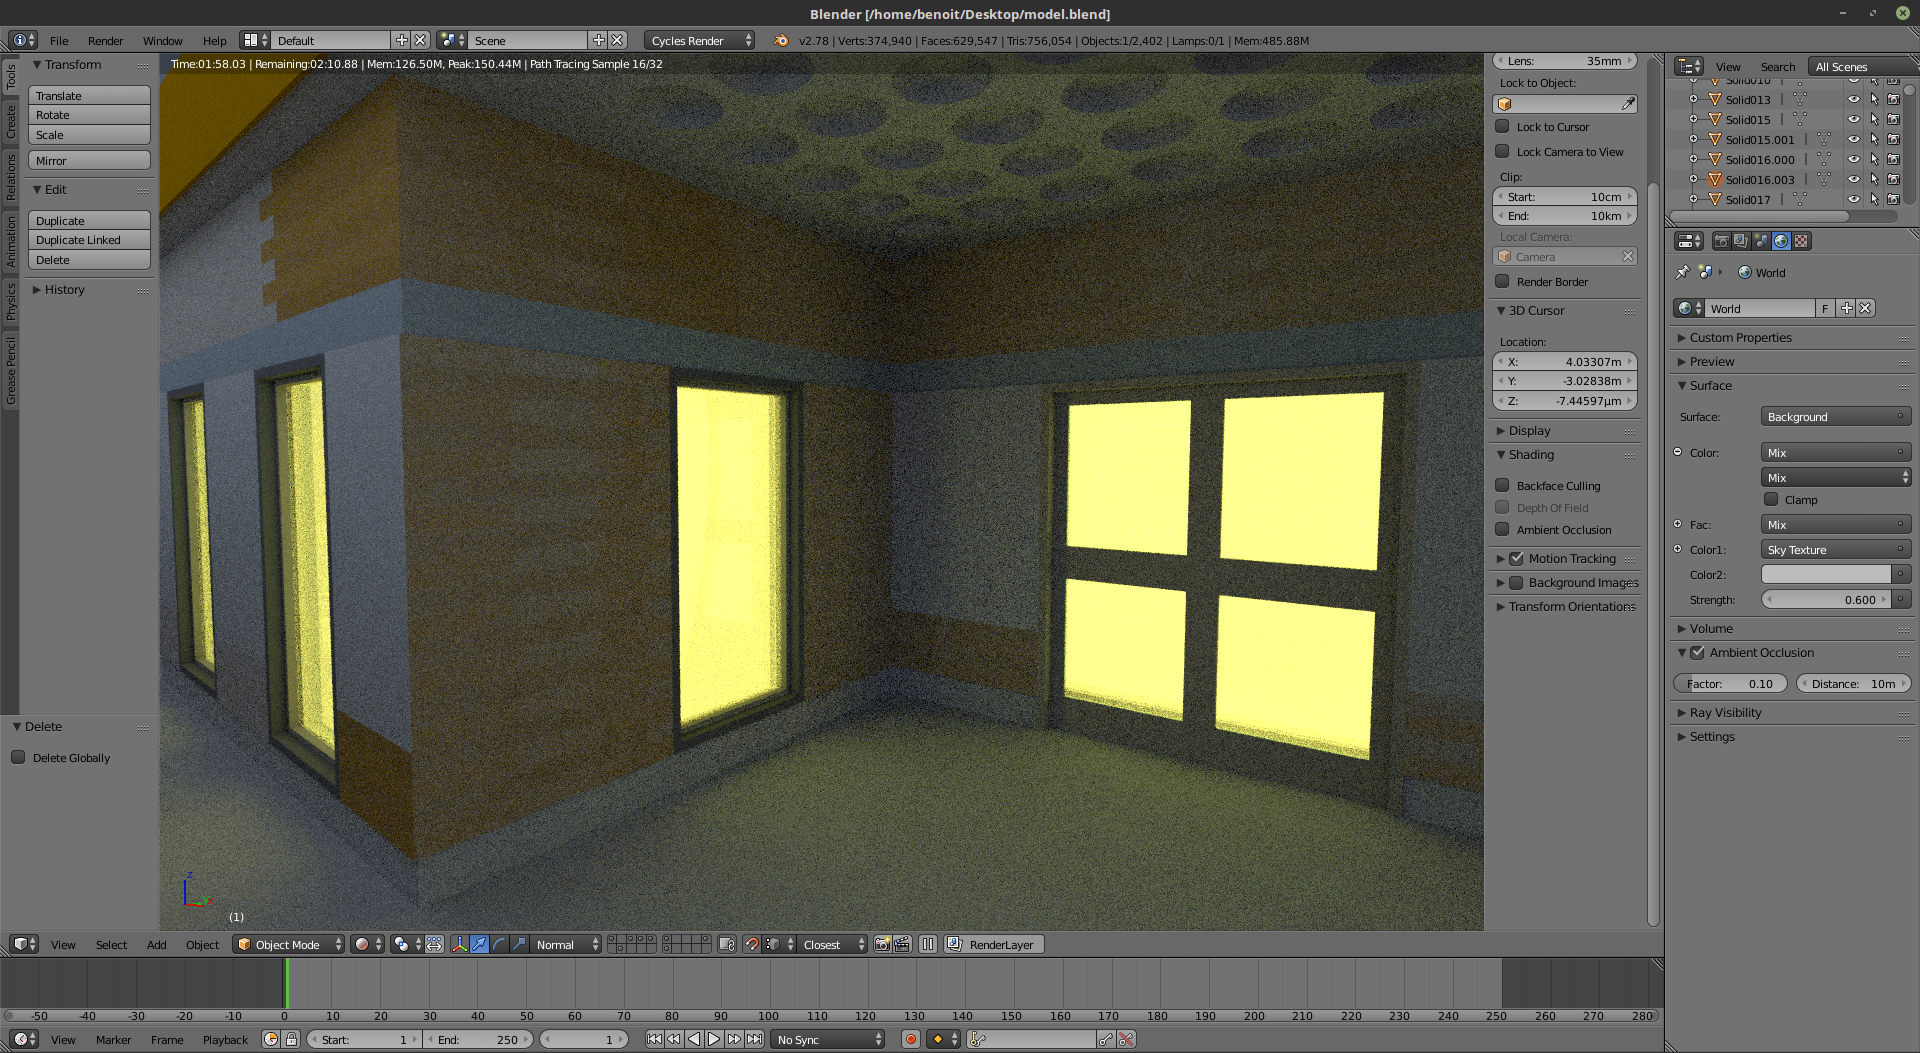 Blender [/home/benoit/Desktop/model.blend]
File Render Window Help Default Scene Cycles Render v2.78 | Verts:374,940 | Faces:629,547 | Tris:756,054 | Objects:1/2,402 | Lamps:0/1 | Mem:485.88M
Time:01:58.03 | Remaining:02:10.88 | Mem:126.50M, Peak:150.44M | Path Tracing Sample 16/32
Tools
Create
Relations
Animation
Physics
Grease Pencil
Transform
Translate
Rotate
Scale
Mirror
Edit
Duplicate
Duplicate Linked
Delete
History
Delete
Delete Globally
z
y
(1)
Lens: 35mm
Lock to Object:
Lock to Cursor
Lock Camera to View
Clip:
Start: 10cm
End: 10km
Local Camera:
Camera
Render Border
3D Cursor
Location:
X: 4.03307m
Y: -3.02838m
Z: -7.44597µm
Display
Shading
Backface Culling
Depth Of Field
Ambient Occlusion
Motion Tracking
Background Images
Transform Orientations
View Search All Scenes
Solid010
Solid013
Solid015
Solid015.001
Solid016.000
Solid016.003
Solid017
World
World F
Custom Properties
Preview
Surface
Surface: Background
Color: Mix
Mix
Clamp
Fac: Mix
Color1: Sky Texture
Color2:
Strength: 0.600
Volume
Ambient Occlusion
Factor: 0.10 Distance: 10m
Ray Visibility
Settings
View Select Add Object Object Mode Normal Closest RenderLayer
-50 -40 -30 -20 -10 0 10 20 30 40 50 60 70 80 90 100 110 120 130 140 150 160 170 180 190 200 210 220 230 240 250 260 270 280
View Marker Frame Playback Start: 1 End: 250 1 No Sync